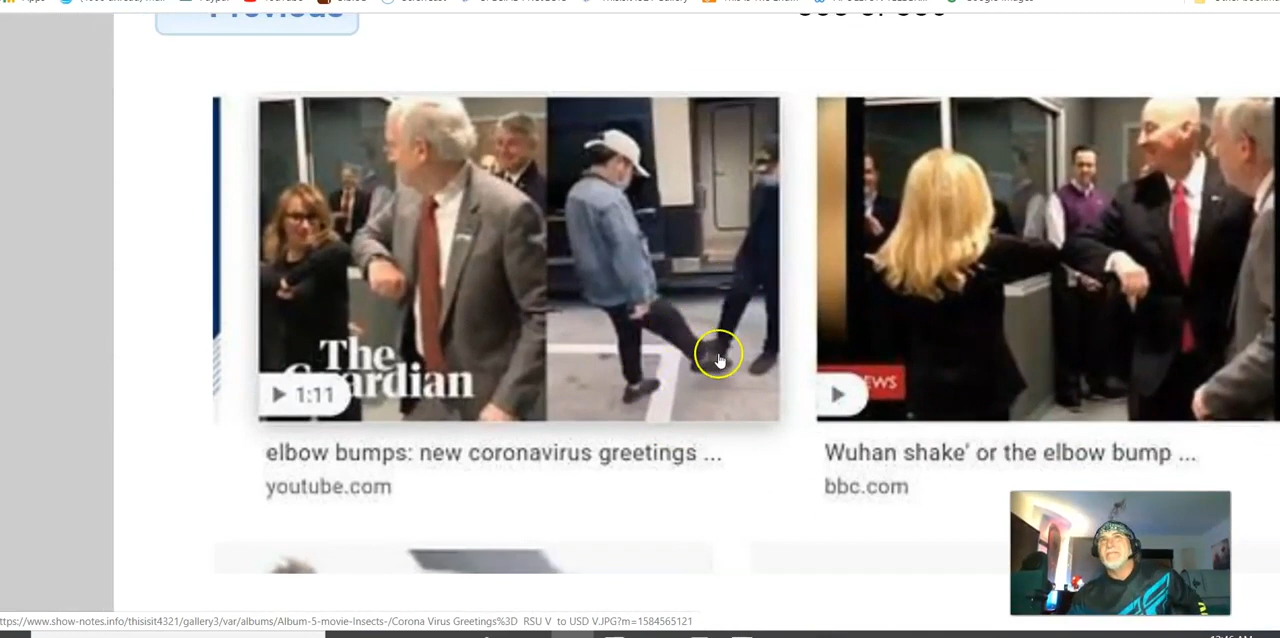 Previous
The
Guardian
1:11
EWS
elbow bumps: new coronavirus greetings ...
youtube.com
Wuhan shake' or the elbow bump ...
bbc.com
https://www.show-notes.info/thisisit4321/gallery3/var/albums/Album-5-movie-Insects-/Corona Virus Greetings%3D  RSU V  to USD V.JPG?m=1584565121